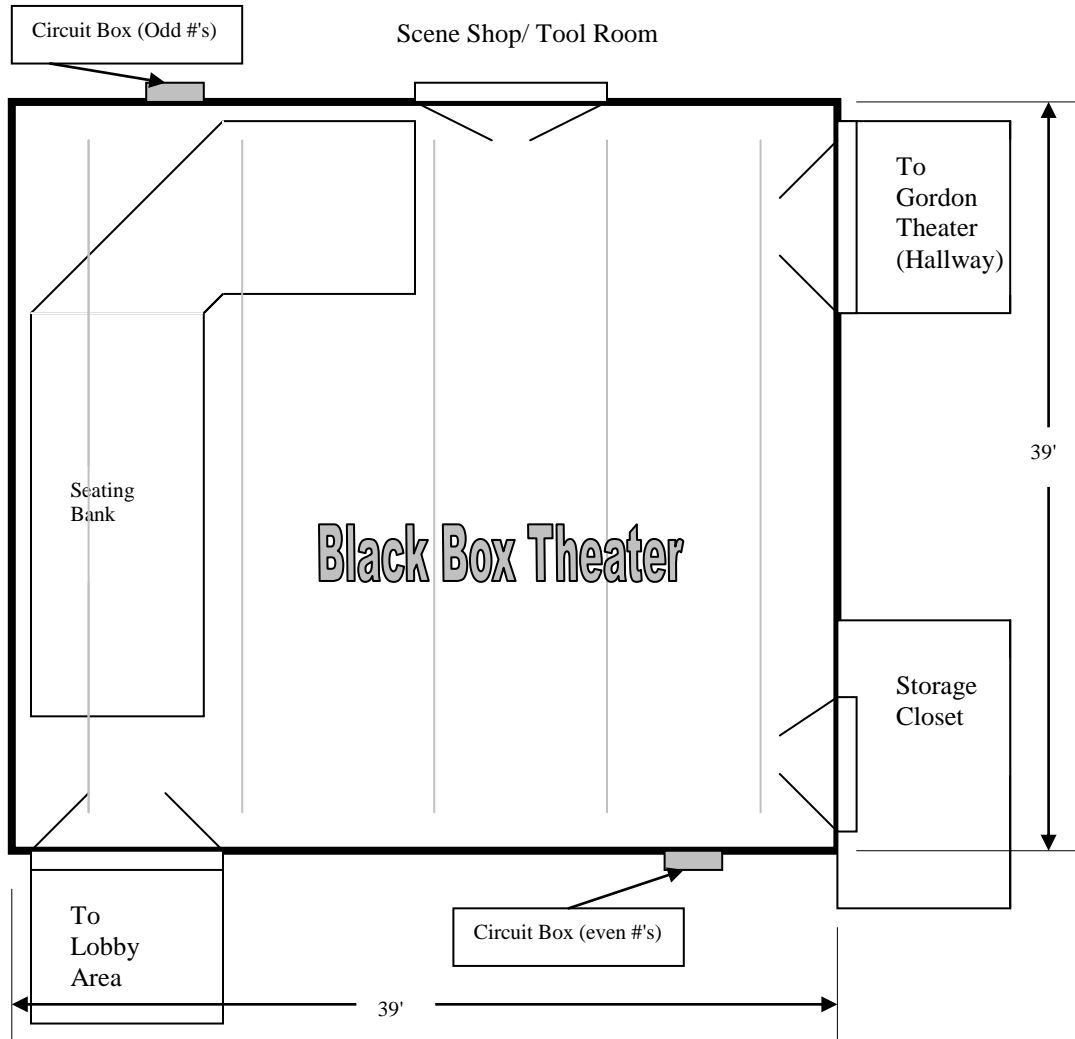 Circuit Box (Odd #'s)
Scene Shop/ Tool Room
To
Gordon
Theater
(Hallway)
39'
Seating
Bank
Black Box Theater
Storage
Closet
To
Lobby
Area
Circuit Box (even #'s)
39'